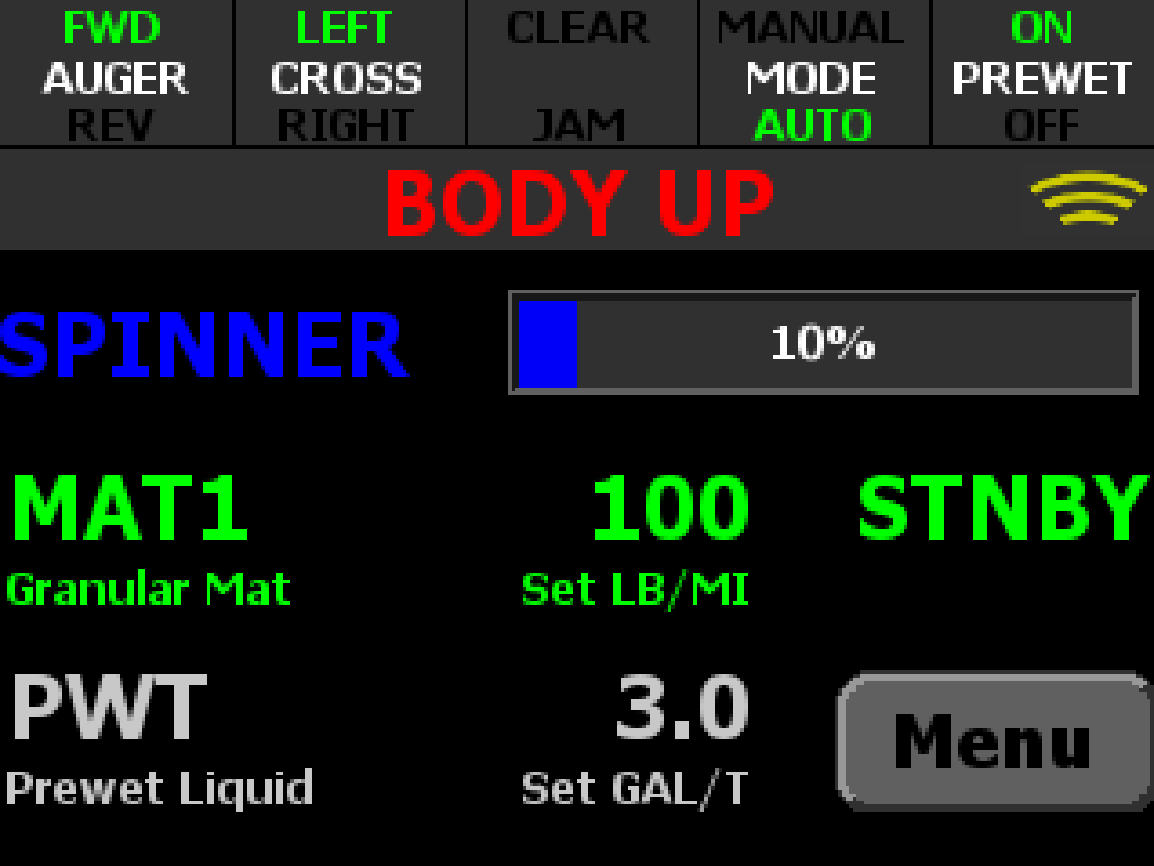 FWD LEFT CLEAR MANUAL ON
AUGER CROSS MODE PREWET
REV RIGHT JAM AUTO OFF
BODY UP
SPINNER 10%
MAT1 100 STNBY
Granular Mat Set LB/MI
PWT 3.0
Menu
Prewet Liquid Set GAL/T